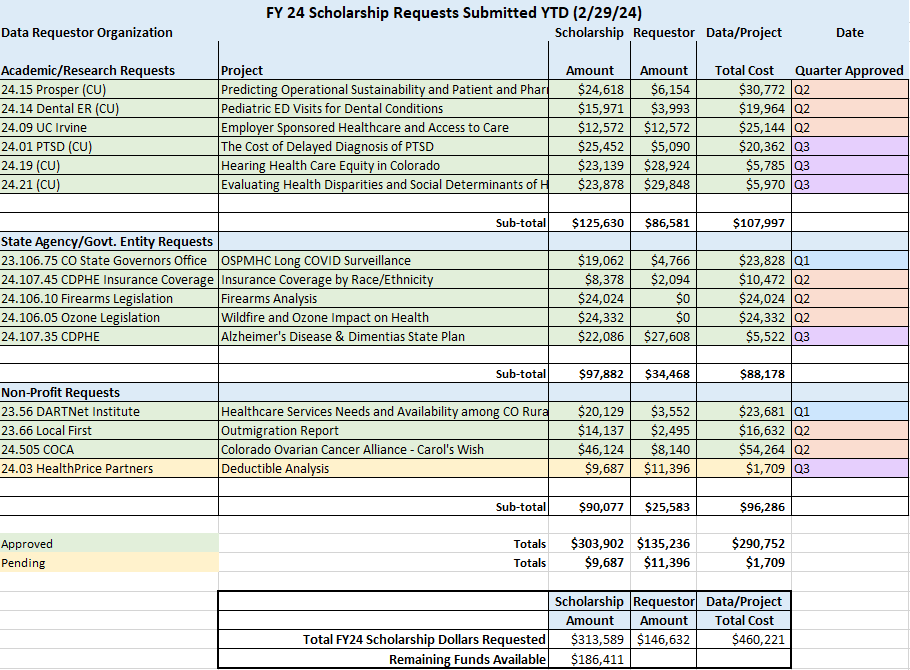 FY 24 Scholarship Requests Submitted YTD (2/29/24)
Data Requestor Organization Scholarship Requestor Data/Project Date
Academic/Research Requests Project Amount Amount Total Cost Quarter Approved
24.15 Prosper (CU) Predicting Operational Sustainability and Patient and Phar $24,618 $6,154 $30,772 Q2
24.14 Dental ER (CU) Pediatric ED Visits for Dental Conditions $15,971 $3,993 $19,964 Q2
24.09 UC Irvine Employer Sponsored Healthcare and Access to Care $12,572 $12,572 $25,144 Q2
24.01 PTSD (CU) The Cost of Delayed Diagnosis of PTSD $25,452 $5,090 $20,362 Q3
24.19 (CU) Hearing Health Care Equity in Colorado $23,139 $28,924 $5,785 Q3
24.21 (CU) Evaluating Health Disparities and Social Determinants of H $23,878 $29,848 $5,970 Q3
Sub-total $125,630 $86,581 $107,997
State Agency/Govt. Entity Requests
23.106.75 CO State Governors Office OSPMHC Long COVID Surveillance $19,062 $4,766 $23,828 Q1
24.107.45 CDPHE Insurance Coverage Insurance Coverage by Race/Ethnicity $8,378 $2,094 $10,472 Q2
24.106.10 Firearms Legislation Firearms Analysis $24,024 $0 $24,024 Q2
24.106.05 Ozone Legislation Wildfire and Ozone Impact on Health $24,332 $0 $24,332 Q2
24.107.35 CDPHE Alzheimer's Disease & Dimentias State Plan $22,086 $27,608 $5,522 Q3
Sub-total $97,882 $34,468 $88,178
Non-Profit Requests
23.56 DARTNet Institute Healthcare Services Needs and Availability among CO Rura $20,129 $3,552 $23,681 Q1
23.66 Local First Outmigration Report $14,137 $2,495 $16,632 Q2
24.505 COCA Colorado Ovarian Cancer Alliance - Carol's Wish $46,124 $8,140 $54,264 Q2
24.03 HealthPrice Partners Deductible Analysis $9,687 $11,396 $1,709 Q3
Sub-total $90,077 $25,583 $96,286
Approved Totals $303,902 $135,236 $290,752
Pending Totals $9,687 $11,396 $1,709
Scholarship Requestor Data/Project
Amount Amount Total Cost
Total FY24 Scholarship Dollars Requested $313,589 $146,632 $460,221
Remaining Funds Available $186,411